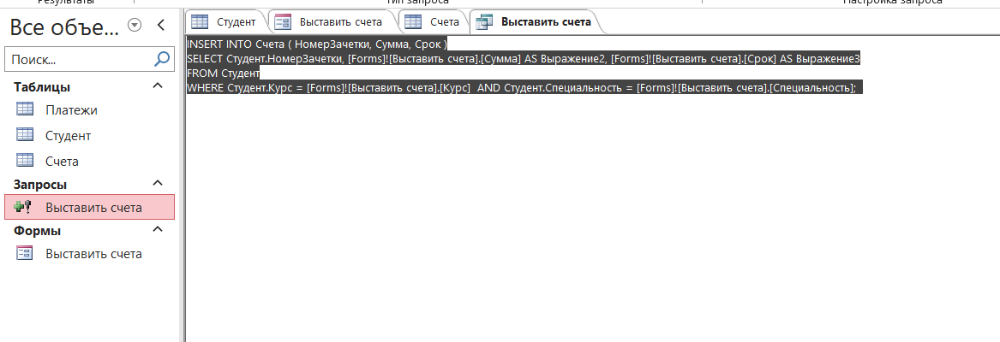 Результаты
Тип запроса
Настройка запроса
Все объе...
Поиск...
Таблицы
Платежи
Студент
Счета
Запросы
Выставить счета
Формы
Выставить счета
Студент
Выставить счета
Счета
Выставить счета
INSERT INTO Счета ( НомерЗачетки, Сумма, Срок )
SELECT Студент.НомерЗачетки, [Forms]![Выставить счета].[Сумма] AS Выражение2, [Forms]![Выставить счета].[Срок] AS Выражение3
FROM Студент
WHERE Студент.Курс = [Forms]![Выставить счета].[Курс]  AND Студент.Специальность = [Forms]![Выставить счета].[Специальность];